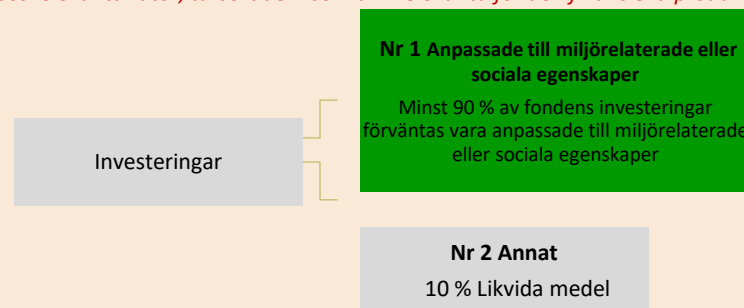 Nr 1 Anpassade till miljörelaterade eller
sociala egenskaper
Minst 90 % av fondens investeringar
förväntas vara anpassade till miljörelaterade
eller sociala egenskaper
Investeringar
Nr 2 Annat
10 % Likvida medel